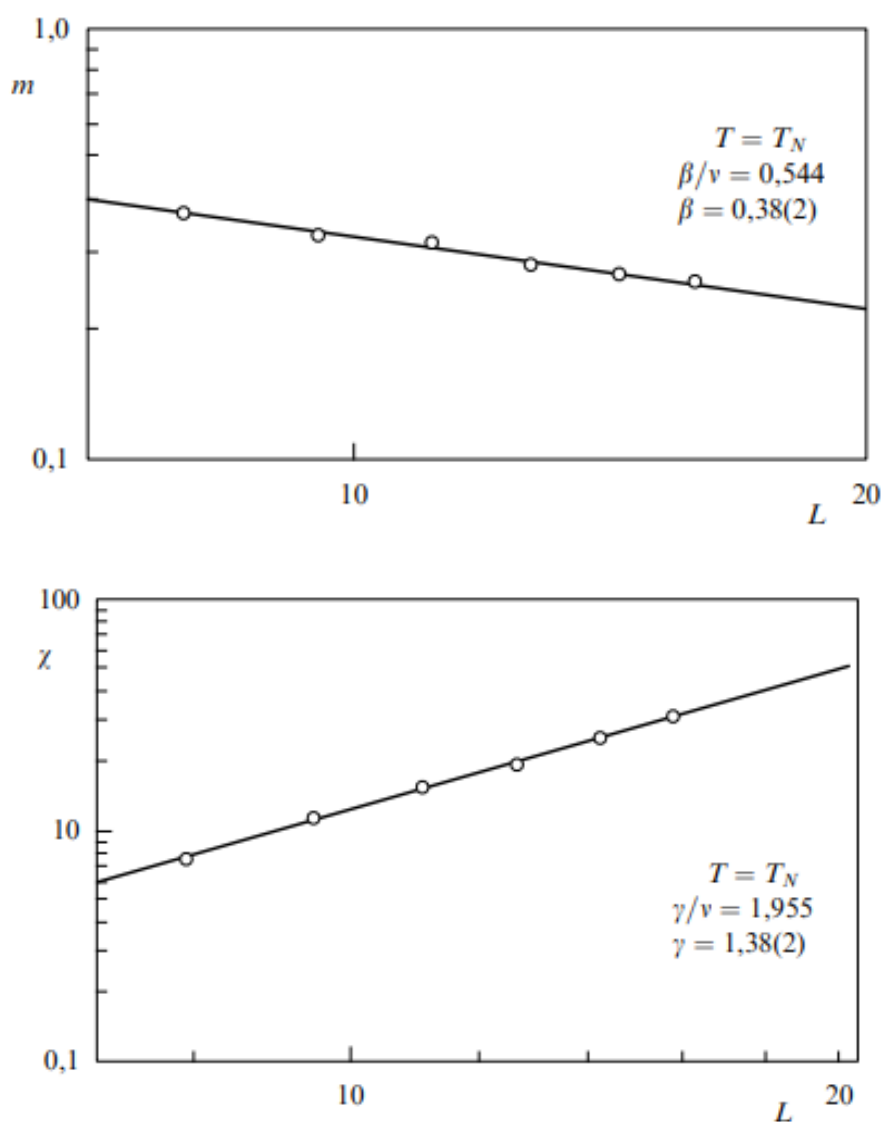 1,0
m
T = T_N
β/ν = 0,544
β = 0,38(2)
0,1
10
20
L
100
χ
10
T = T_N
γ/ν = 1,955
γ = 1,38(2)
0,1
10
20
L